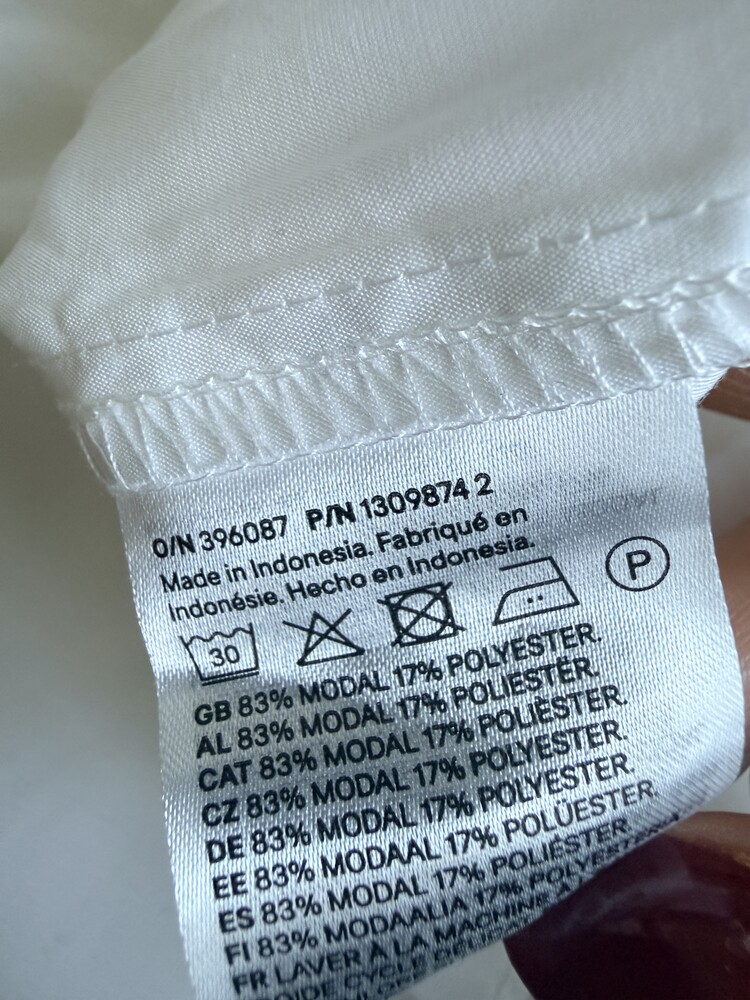 O/N 396087 P/N 1309874 2
Made in Indonesia. Fabriqué en
Indonésie. Hecho en Indonesia.
30 P
GB 83% MODAL 17% POLYESTER.
AL 83% MODAL 17% POLIESTËR.
CAT 83% MODAL 17% POLIÈSTER.
CZ 83% MODAL 17% POLYESTER.
DE 83% MODAL 17% POLYESTER.
EE 83% MODAAL 17% POLÜESTER.
ES 83% MODAL 17% POLIÉSTER.
FI 83% MODAALIA 17%
FR LAVER À LA MACHINE À
CYCLE